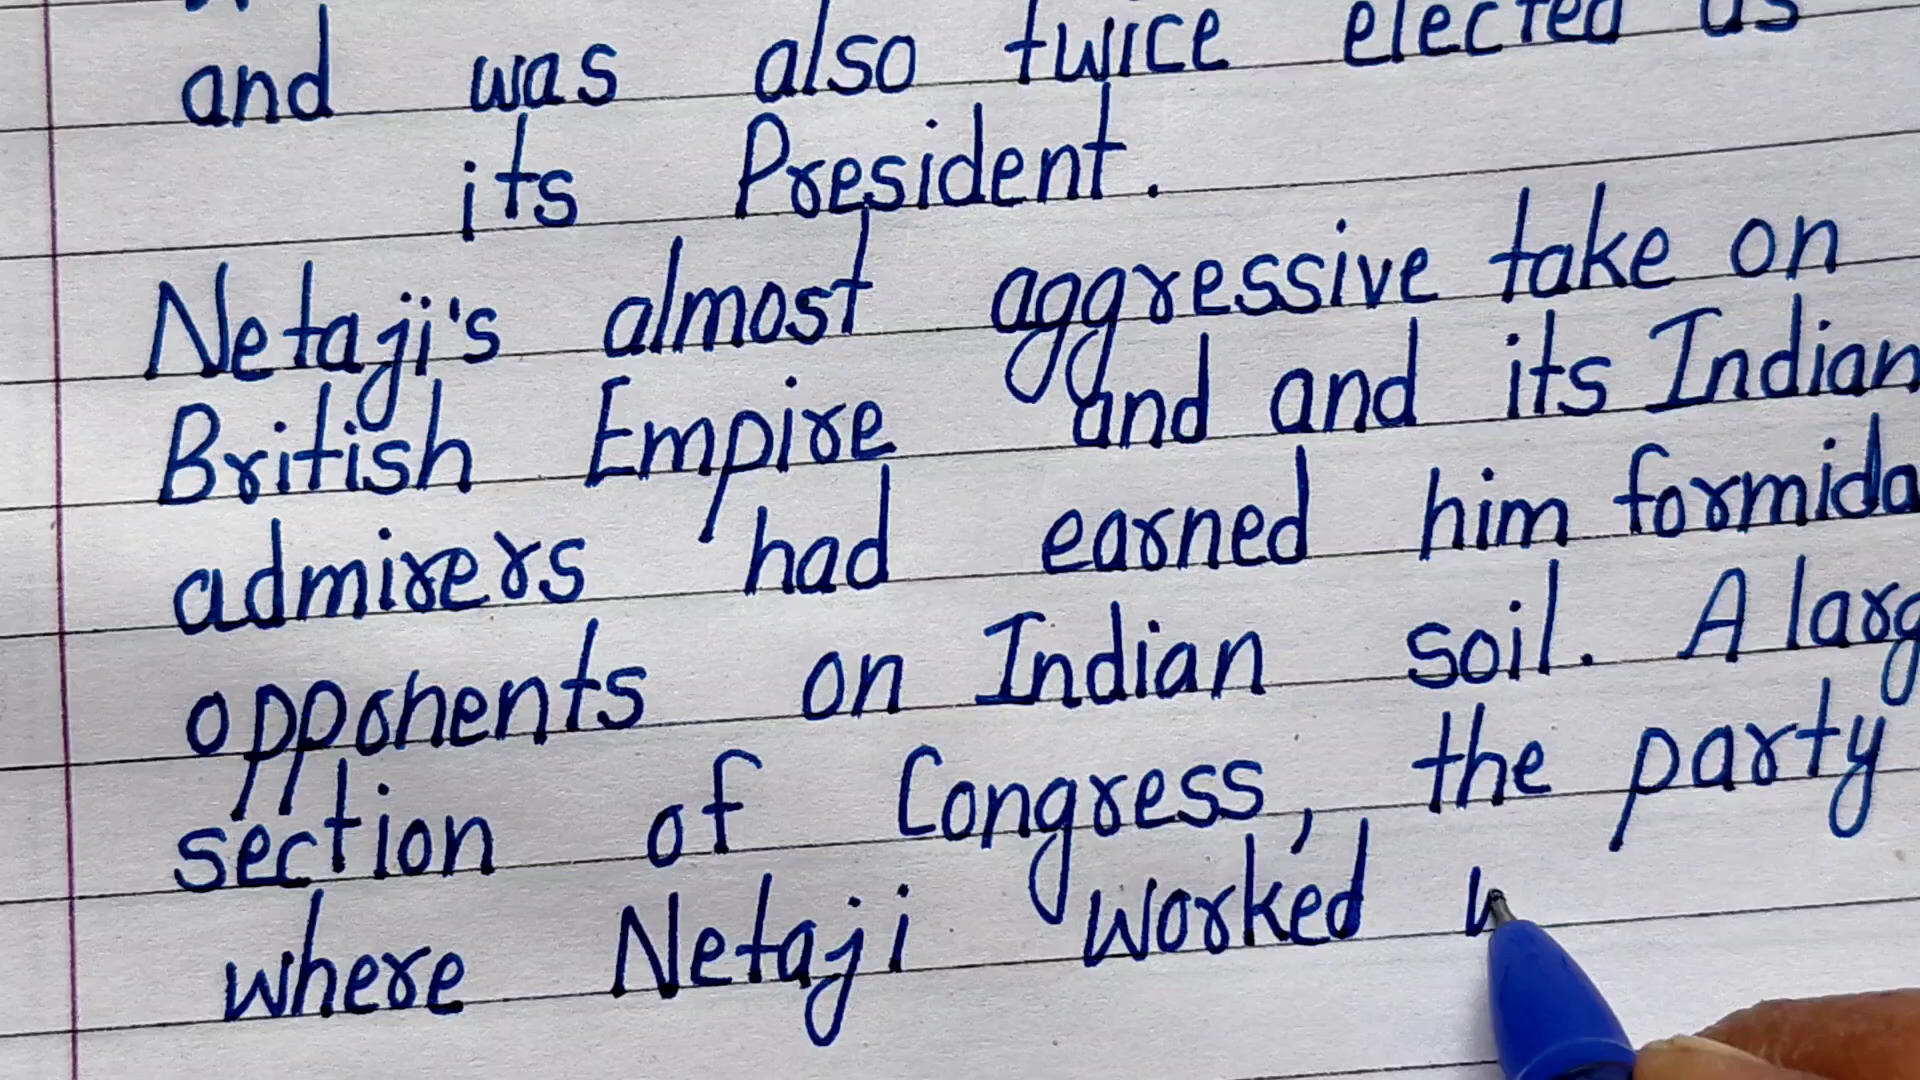 and was also twice elected as
its President.
Netaji's almost aggressive take on
British Empire and and its Indian
admirers had earned him formida
opponents on Indian soil. A larg
section of Congress, the party
where Netaji worked